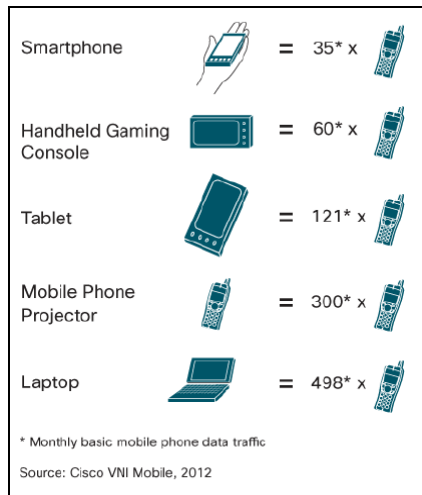 Smartphone = 35* x
Handheld Gaming
Console = 60* x
Tablet = 121* x
Mobile Phone
Projector = 300* x
Laptop = 498* x
* Monthly basic mobile phone data traffic
Source: Cisco VNI Mobile, 2012